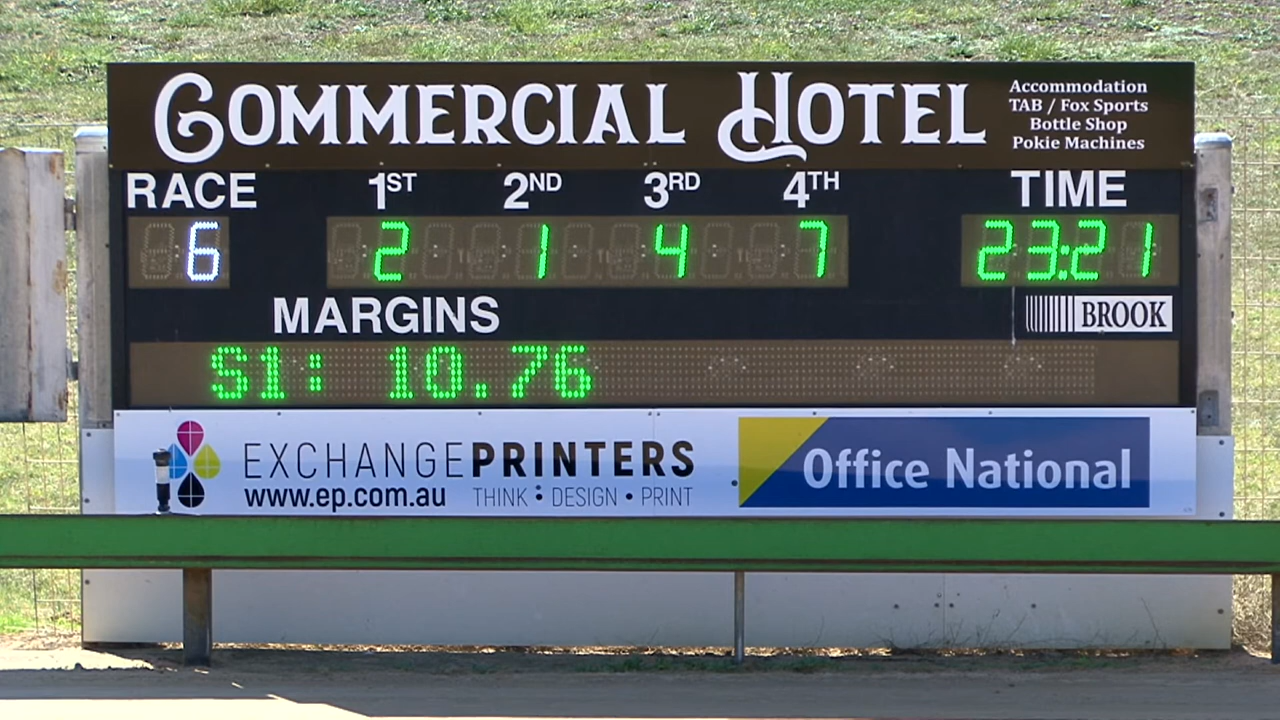 COMMERCIAL HOTEL
Accommodation
TAB / Fox Sports
Bottle Shop
Pokie Machines
RACE 1ST 2ND 3RD 4TH TIME
6 2 1 4 7 23:21
MARGINS
BROOK
S1: 10.76
EXCHANGEPRINTERS
www.ep.com.au THINK : DESIGN • PRINT
Office National